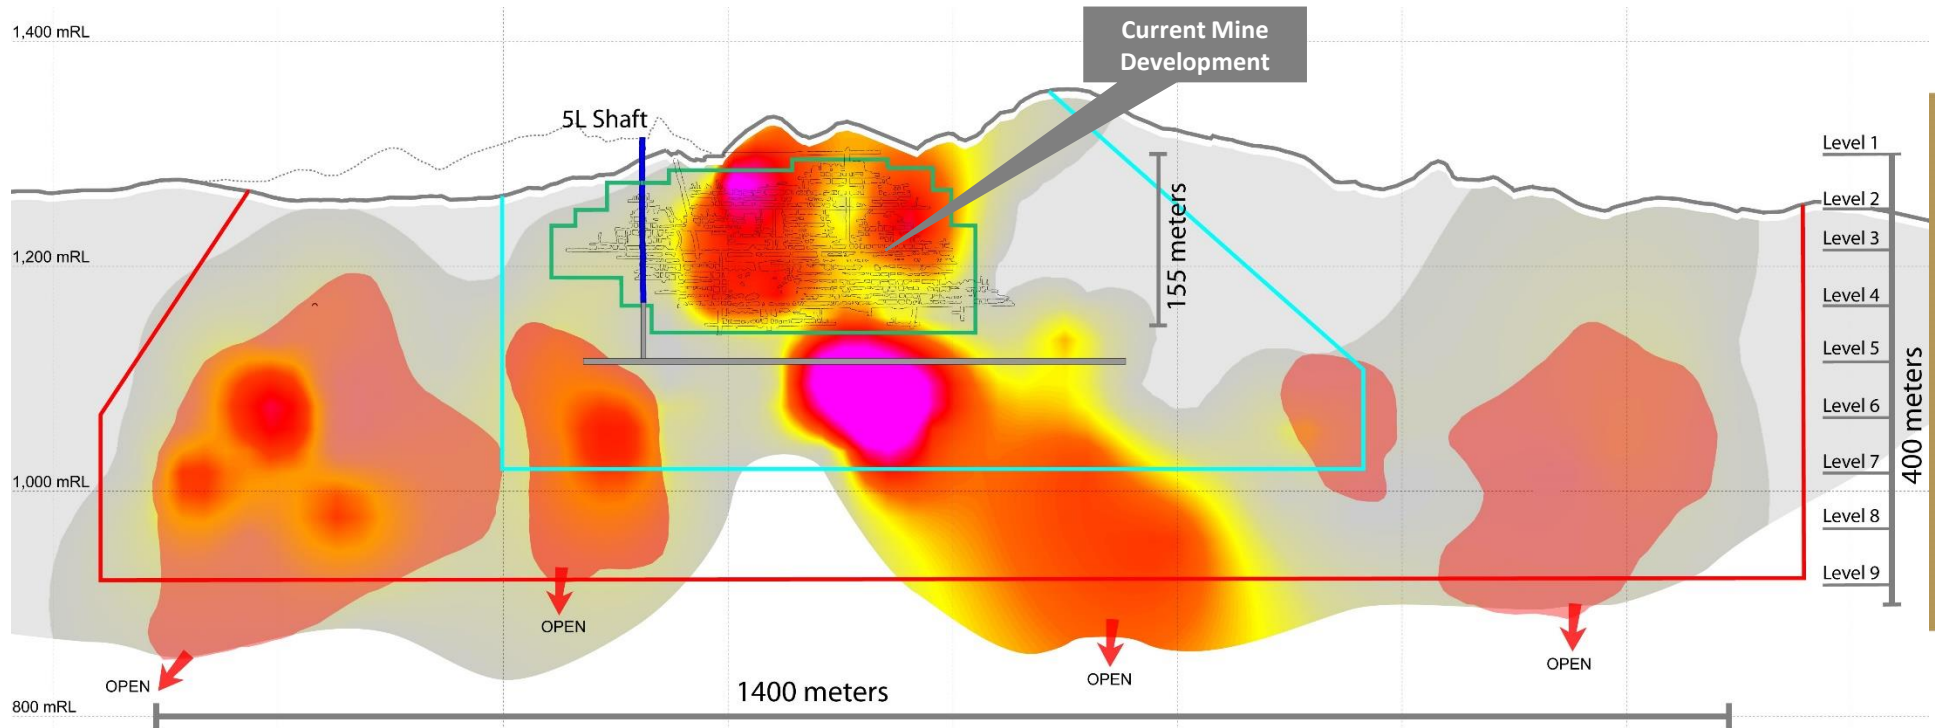 1,400 mRL
Current Mine
Development
5L Shaft
Level 1
Level 2
155 meters
Level 3
1,200 mRL
Level 4
Level 5
Level 6
400 meters
Level 7
1,000 mRL
Level 8
Level 9
OPEN
OPEN
OPEN
OPEN
1400 meters
800 mRL